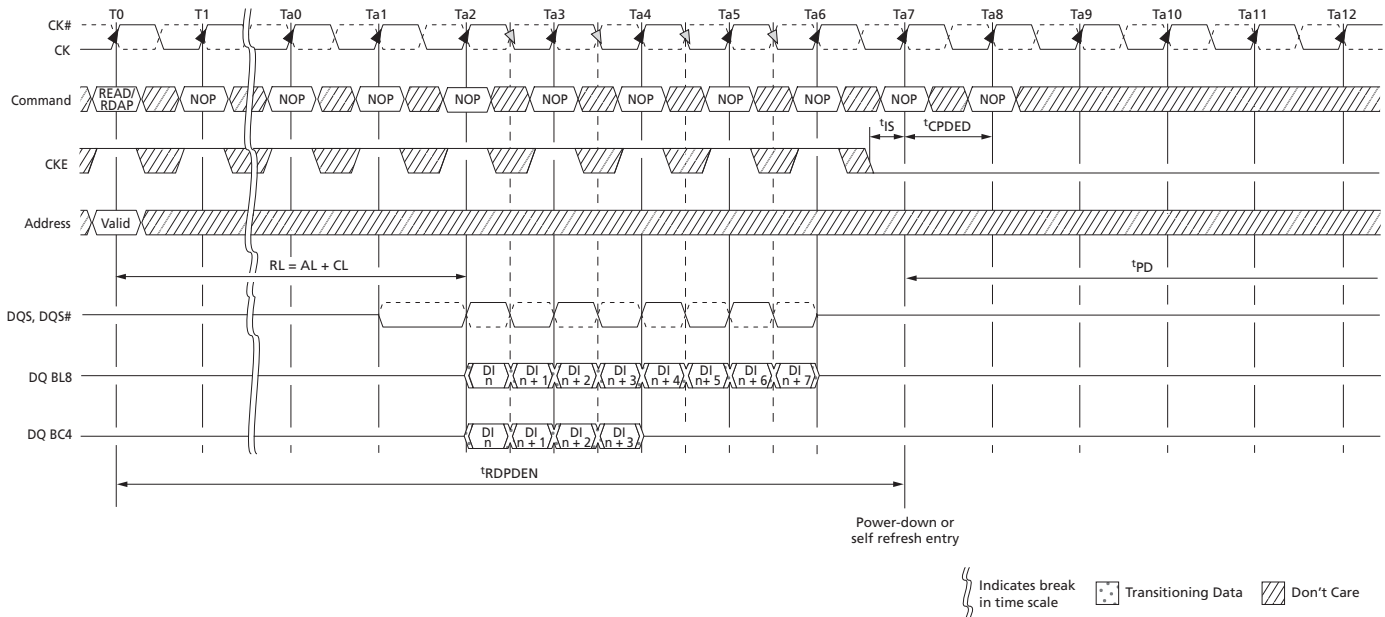 T0 T1 Ta0 Ta1 Ta2 Ta3 Ta4 Ta5 Ta6 Ta7 Ta8 Ta9 Ta10 Ta11 Ta12
CK#
CK
Command
READ/
RDAP
NOP NOP NOP NOP NOP NOP NOP NOP NOP NOP
tIS
tCPDED
CKE
Address
Valid
RL = AL + CL
tPD
DQS, DQS#
DQ BL8
DI DI DI DI DI DI DI DI
n n + 1 n + 2 n + 3 n + 4 n+ 5 n + 6 n + 7
DQ BC4
DI DI DI DI
n n + 1 n + 2 n + 3
tRDPDEN
Power-down or
self refresh entry
Indicates break
in time scale
Transitioning Data
Don't Care